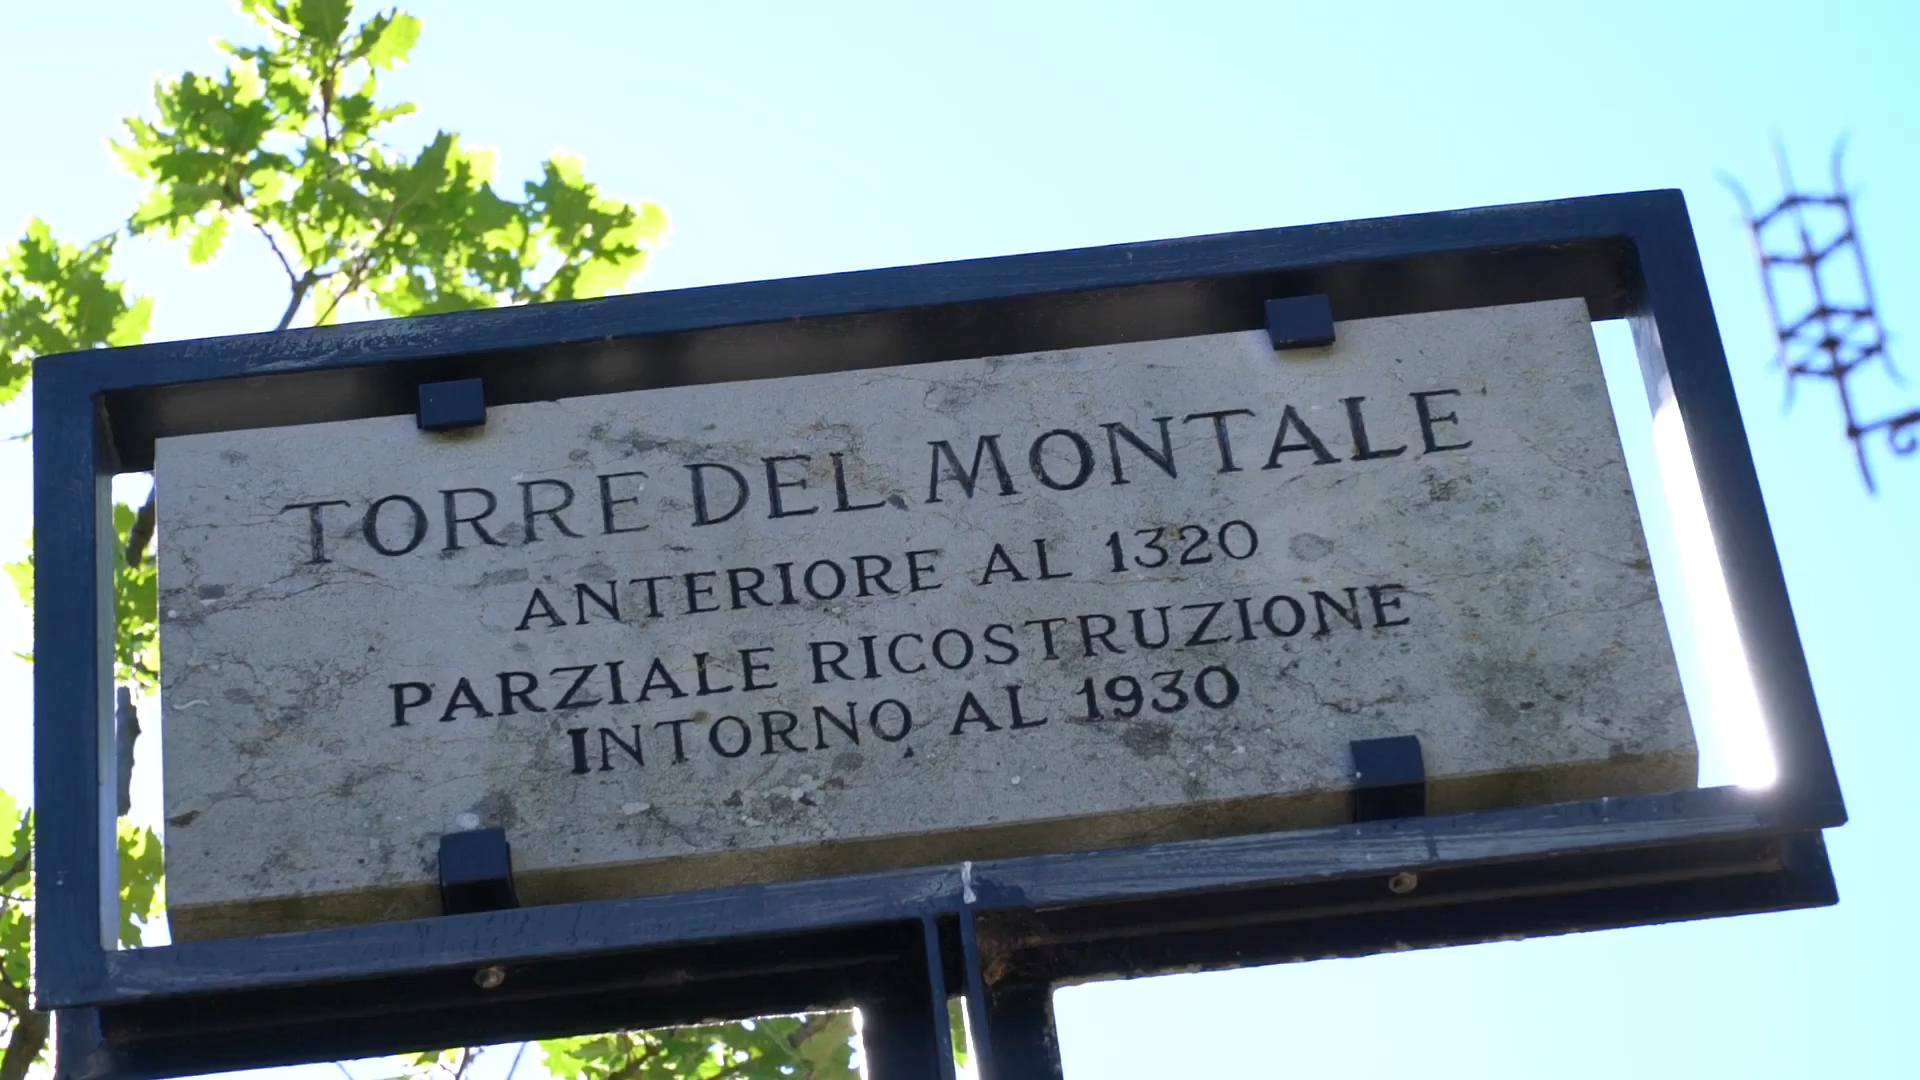 TORRE DEL MONTALE
ANTERIORE AL 1320
PARZIALE RICOSTRUZIONE
INTORNO AL 1930